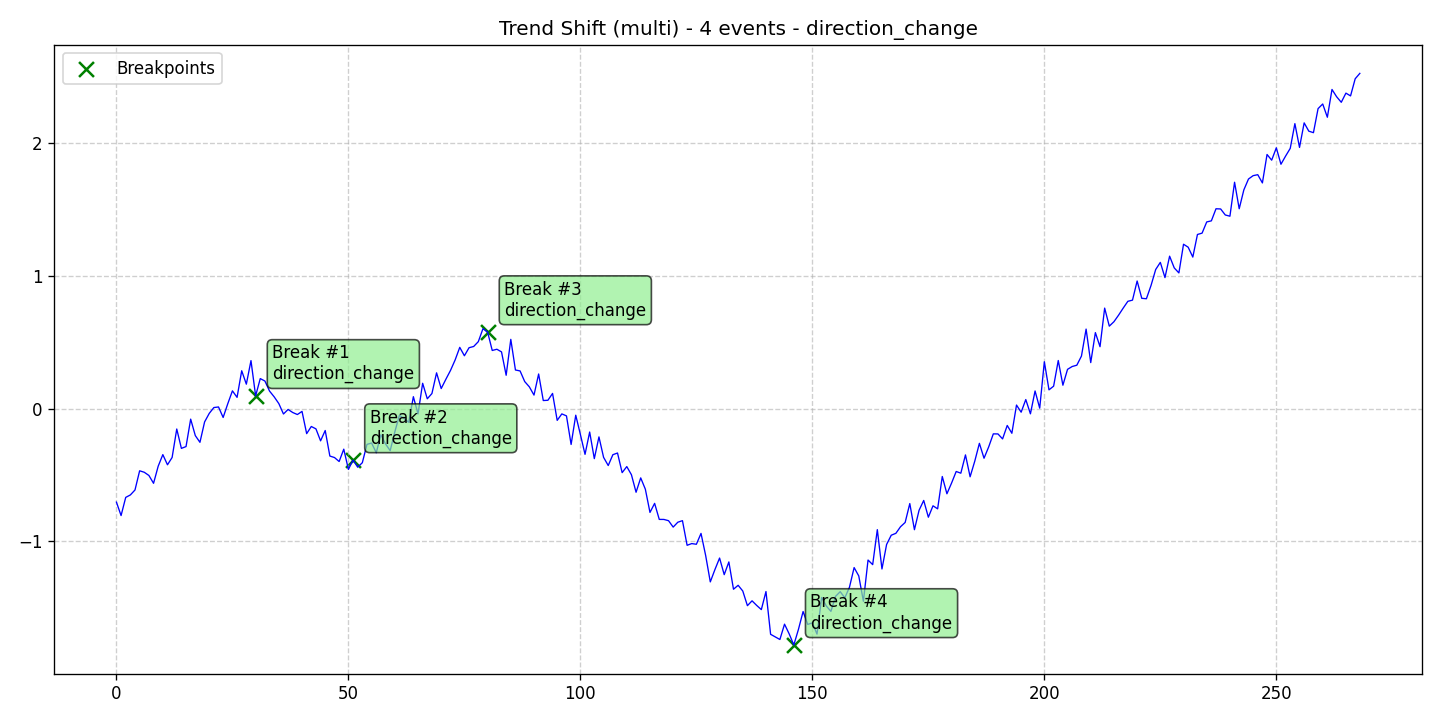 Trend Shift (multi) - 4 events - direction_change
Breakpoints
2
1
0
−1
Break #3
direction_change
Break #1
direction_change
Break #2
direction_change
Break #4
direction_change
0
50
100
150
200
250